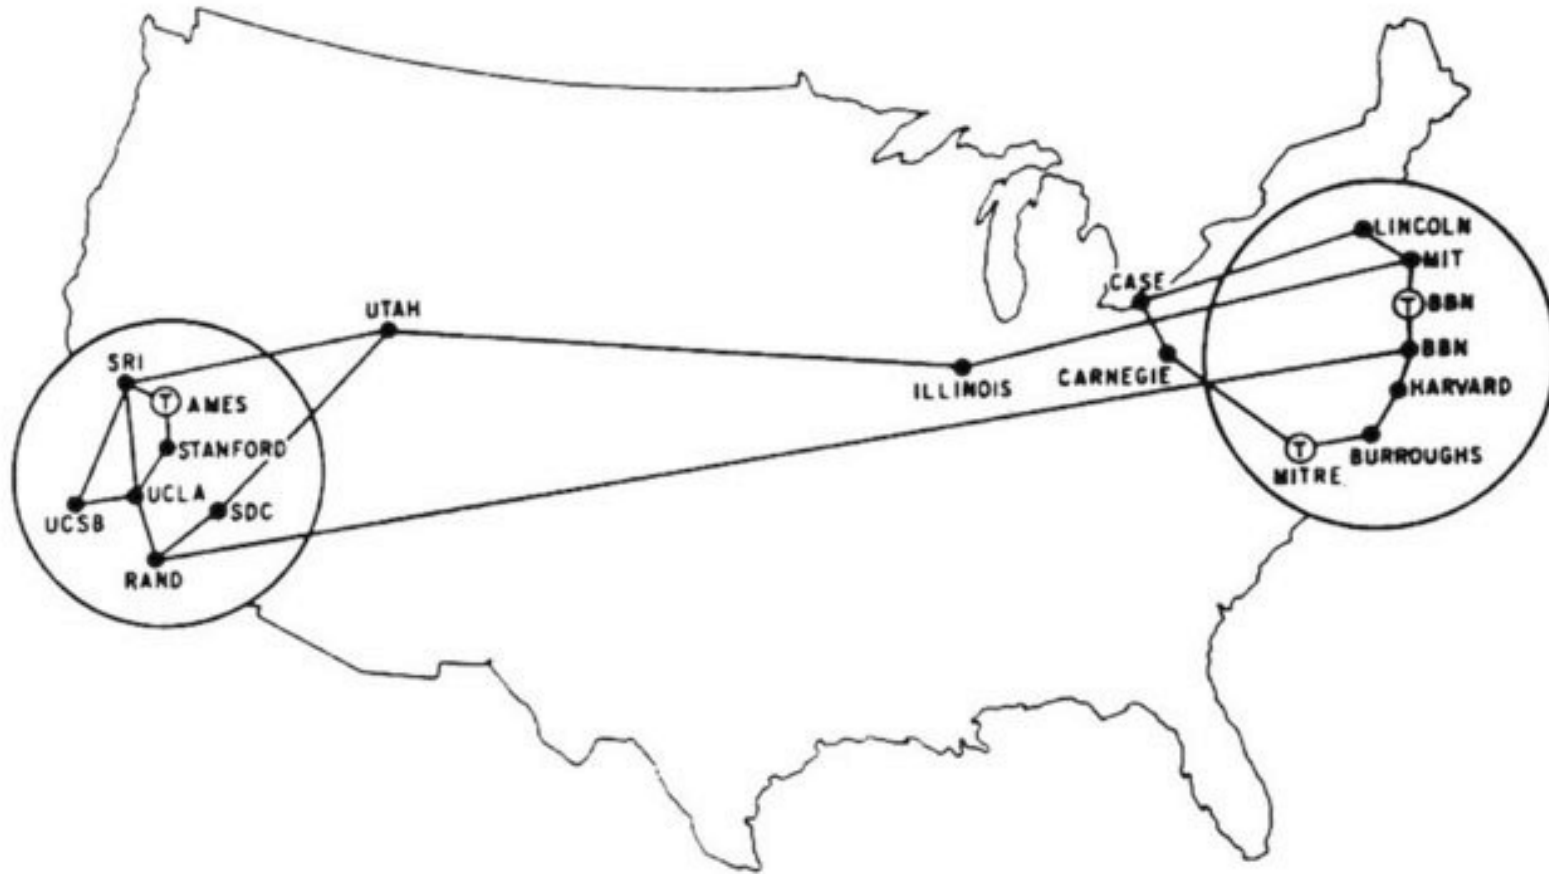 LINCOLN
MIT
CASE
T BBN
UTAH
BBN
SRI
ILLINOIS
CARNEGIE
HARVARD
T AMES
STANFORD
T
BURROUGHS
MITRE
UCLA
SDC
UCSB
RAND